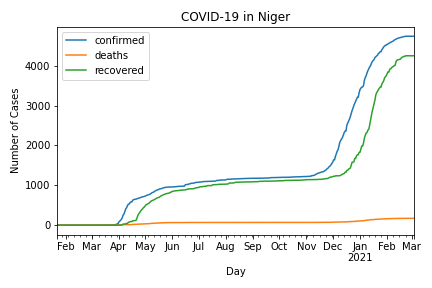 COVID-19 in Niger
confirmed
deaths
recovered
Number of Cases
4000
3000
2000
1000
0
Feb Mar Apr May Jun Jul Aug Sep Oct Nov Dec Jan Feb Mar
2021
Day